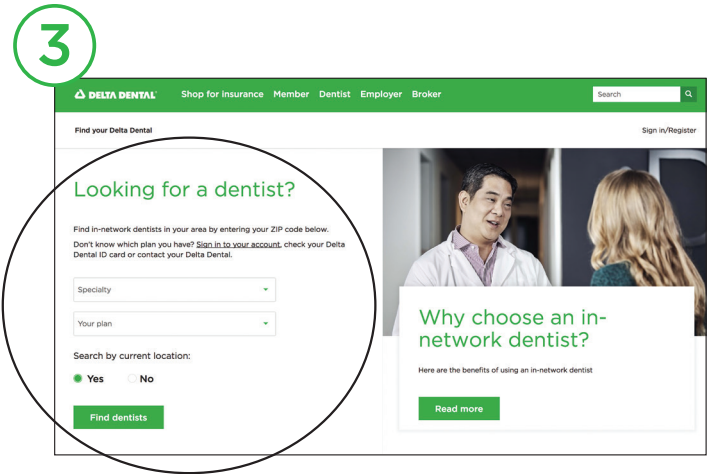 3
DELTA DENTAL
Shop for insurance Member Dentist Employer Broker
Search
Find your Delta Dental
Sign in/Register
Looking for a dentist?
Find in-network dentists in your area by entering your ZIP code below.
Don't know which plan you have? Sign in to your account, check your Delta
Dental ID card or contact your Delta Dental.
Specialty
Your plan
Search by current location:
Yes No
Find dentists
Why choose an in-
network dentist?
Here are the benefits of using an in-network dentist
Read more